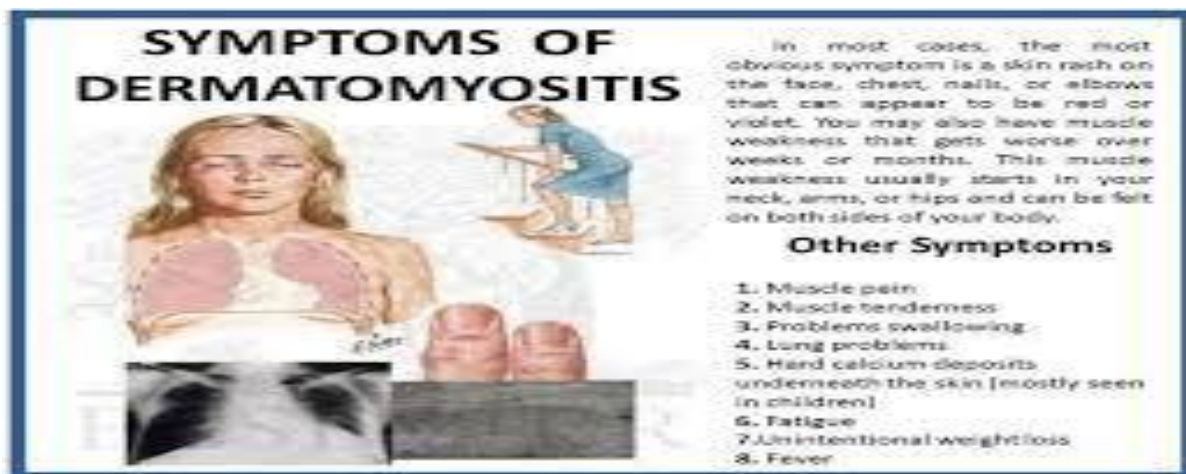 SYMPTOMS OF
DERMATOMYOSITIS
In most cases, the most
obvious symptom is a skin rash on
the face, chest, nails, or elbows
that can appear to be red or
violet. You may also have muscle
weakness that gets worse over
weeks or months. This muscle
weakness usually starts in your
neck, arms, or hips and can be felt
on both sides of your body.
Other Symptoms
1. Muscle pain
2. Muscle tenderness
3. Problems swallowing
4. Lung problems
5. Hard calcium deposits
underneath the skin [mostly seen
in children]
6. Fatigue
7.Unintentional weight loss
8. Fever